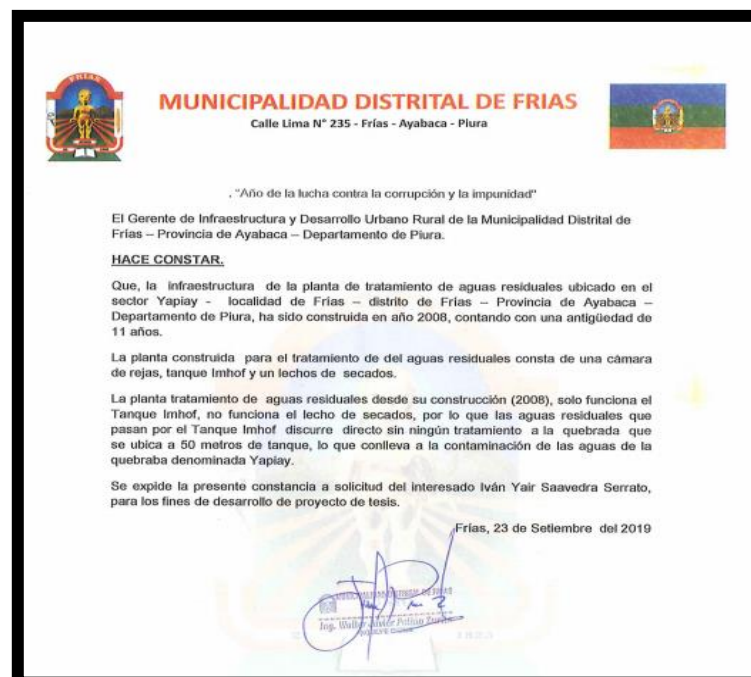 FRIAS
MUNICIPALIDAD DISTRITAL DE FRIAS
Calle Lima N° 235 - Frías - Ayabaca - Piura
. "Año de la lucha contra la corrupción y la impunidad"
El Gerente de Infraestructura y Desarrollo Urbano Rural de la Municipalidad Distrital de
Frías – Provincia de Ayabaca – Departamento de Piura.
HACE CONSTAR.
Que, la infraestructura de la planta de tratamiento de aguas residuales ubicado en el
sector Yapiay - localidad de Frías – distrito de Frías – Provincia de Ayabaca –
Departamento de Piura, ha sido construida en año 2008, contando con una antigüedad de
11 años.
La planta construida para el tratamiento de del aguas residuales consta de una cámara
de rejas, tanque Imhof y un lechos de secados.
La planta tratamiento de aguas residuales desde su construcción (2008), solo funciona el
Tanque Imhof, no funciona el lecho de secados, por lo que las aguas residuales que
pasan por el Tanque Imhof discurre directo sin ningún tratamiento a la quebrada que
se ubica a 50 metros de tanque, lo que conlleva a la contaminación de las aguas de la
quebraba denominada Yapiay.
Se expide la presente constancia a solicitud del interesado Iván Yair Saavedra Serrato,
para los fines de desarrollo de proyecto de tesis.
Frías, 23 de Setiembre del 2019
MUNICIPALIDAD DISTRITAL DE FRIAS
Ing. Javier